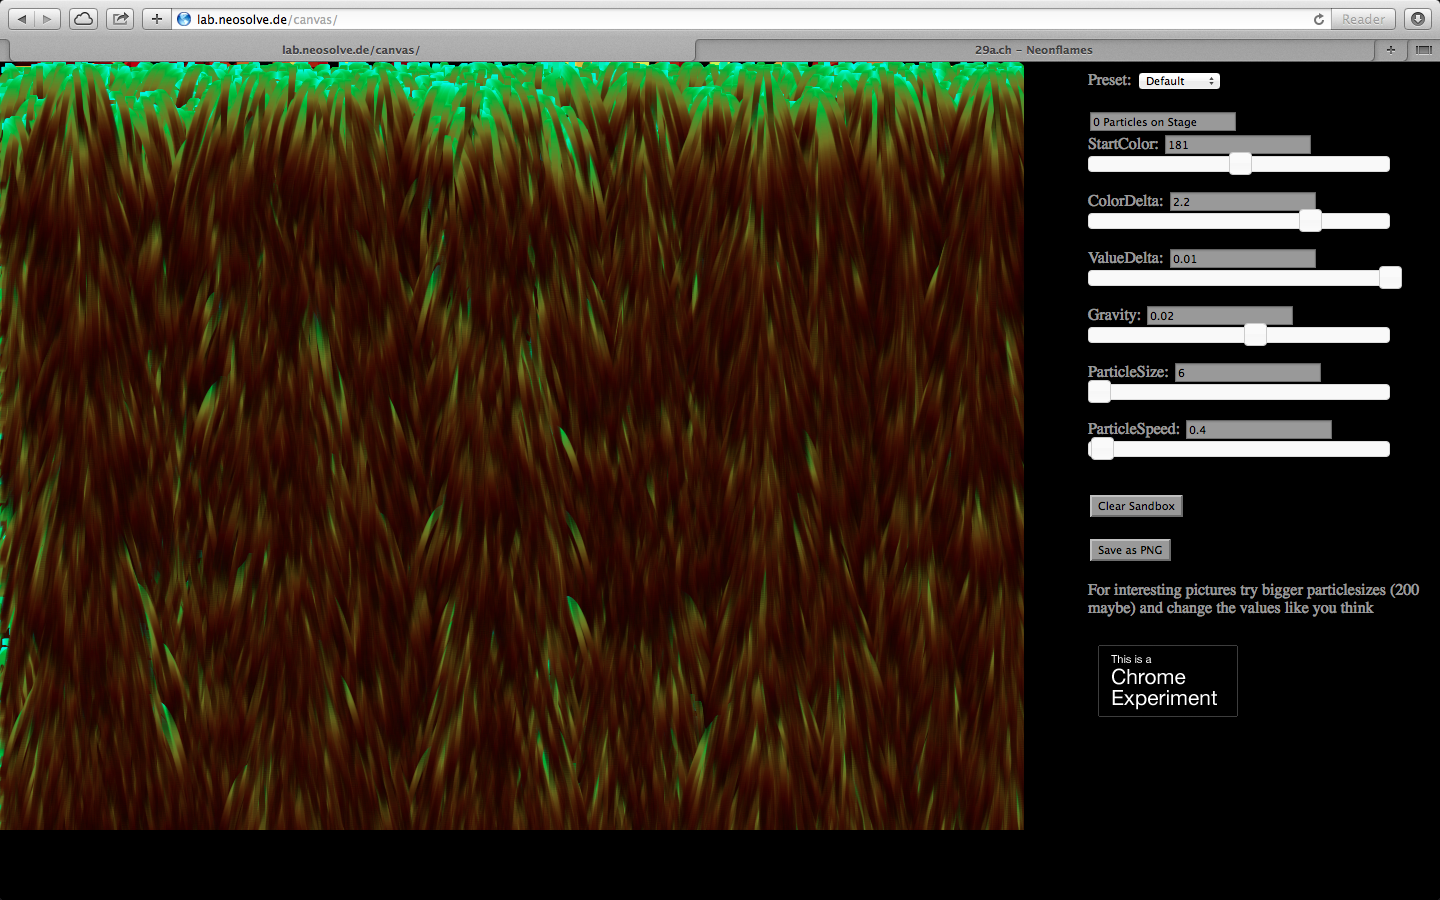 lab.neosolve.de/canvas/
Reader
lab.neosolve.de/canvas/
29a.ch – Neonflames
Preset: Default
0 Particles on Stage
StartColor: 181
ColorDelta: 2.2
ValueDelta: 0.01
Gravity: 0.02
ParticleSize: 6
ParticleSpeed: 0.4
Clear Sandbox
Save as PNG
For interesting pictures try bigger particlesizes (200
maybe) and change the values like you think
This is a
Chrome
Experiment